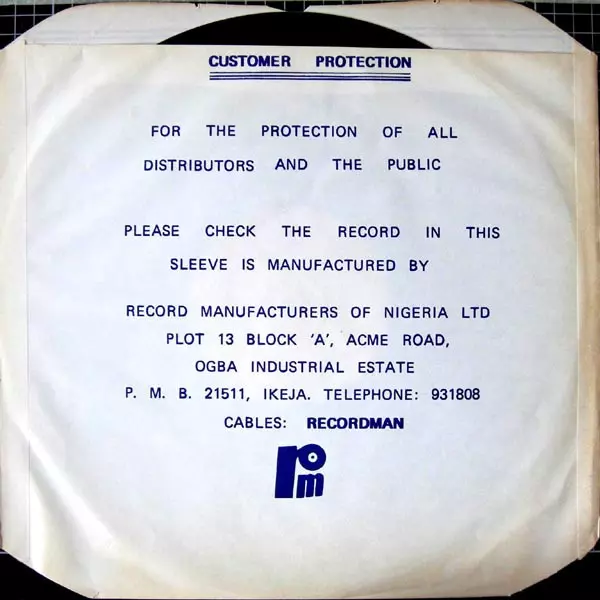 CUSTOMER PROTECTION
FOR THE PROTECTION OF ALL
DISTRIBUTORS AND THE PUBLIC
PLEASE CHECK THE RECORD IN THIS
SLEEVE IS MANUFACTURED BY
RECORD MANUFACTURERS OF NIGERIA LTD
PLOT 13 BLOCK 'A', ACME ROAD,
OGBA INDUSTRIAL ESTATE
P. M. B. 21511, IKEJA. TELEPHONE: 931808
CABLES: RECORDMAN
rom